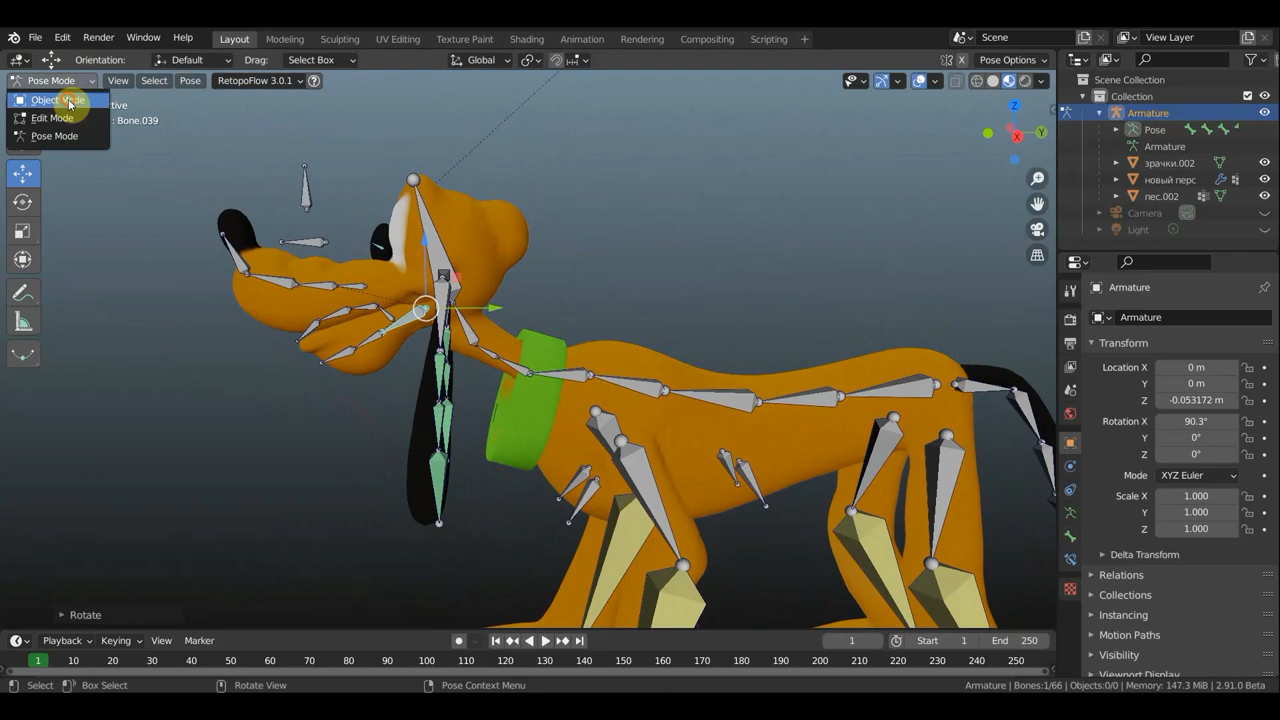 File Edit Render Window Help Layout Modeling Sculpting UV Editing Texture Paint Shading Animation Rendering Compositing Scripting + Scene View Layer
Orientation: Default Drag: Select Box Global X Pose Options
Pose Mode View Select Pose RetopoFlow 3.0.1
Scene Collection
Collection
Object Mode
Edit Mode
Pose Mode
tive
: Bone.039
Armature
Pose
Armature
зрачки.002
новый перс
пес.002
Camera
Light
Z
Y
X
Armature
Armature
Transform
Location X 0 m
Y 0 m
Z -0.053172 m
Rotation X 90.3°
Y 0°
Z 0°
Mode XYZ Euler
Scale X 1.000
Y 1.000
Z 1.000
Delta Transform
Relations
Collections
Instancing
Motion Paths
Visibility
Viewport Display
Rotate
Playback Keying View Marker 1 Start 1 End 250
1 10 20 30 40 50 60 70 80 90 100 110 120 130 140 150 160 170 180 190 200 210 220 230 240 250
Select Box Select Rotate View Pose Context Menu Armature | Bones:1/66 | Objects:0/0 | Memory: 147.3 MiB | 2.91.0 Beta